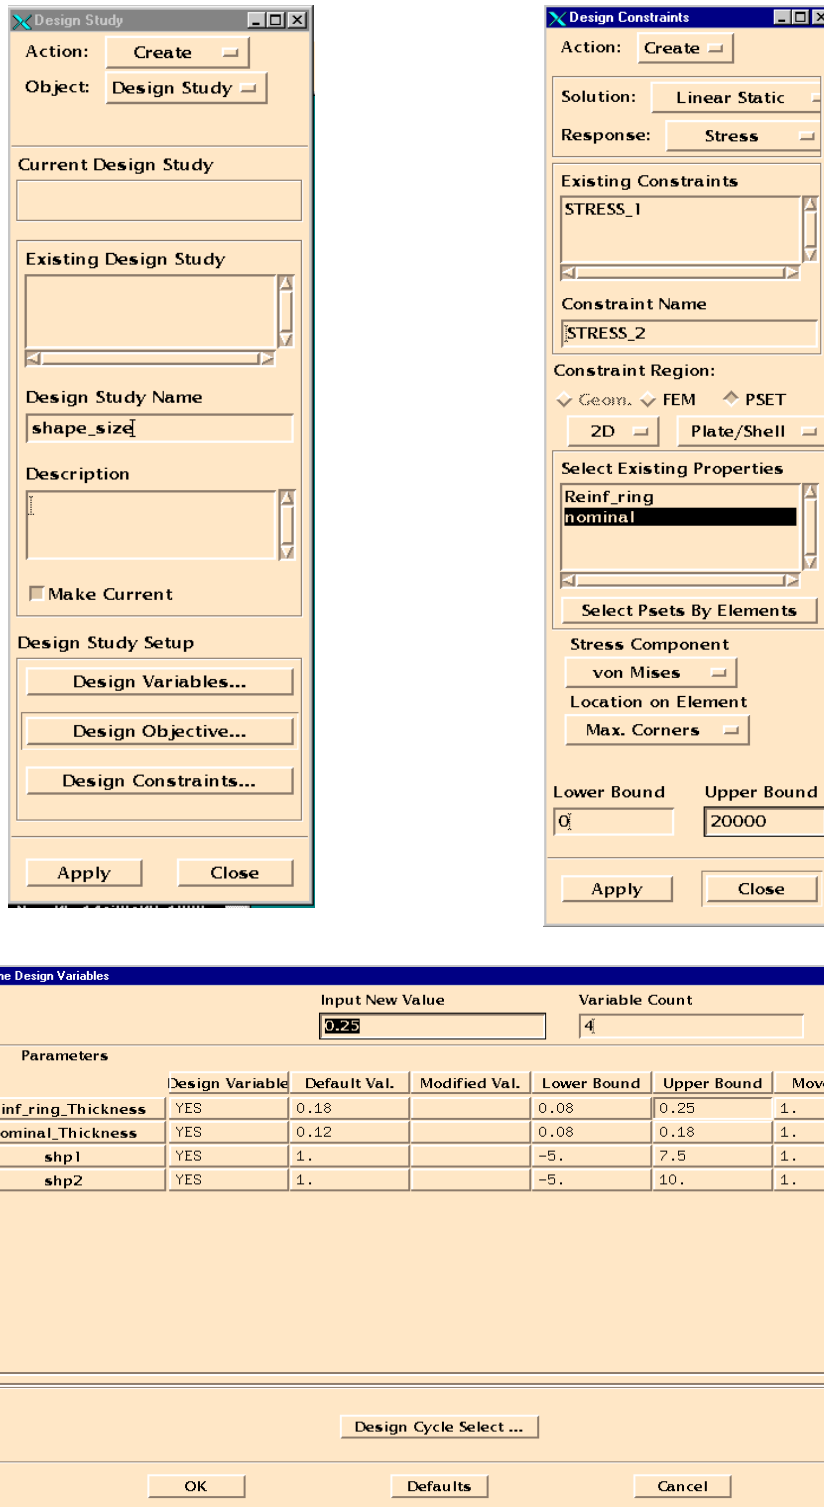 Design Study
Action: Create
Object: Design Study
Current Design Study
Existing Design Study
Design Study Name
shape_size
Description
Make Current
Design Study Setup
Design Variables...
Design Objective...
Design Constraints...
Apply Close
Design Constraints
Action: Create
Solution: Linear Static
Response: Stress
Existing Constraints
STRESS_1
Constraint Name
STRESS_2
Constraint Region:
Geom. FEM PSET
2D Plate/Shell
Select Existing Properties
Reinf_ring
nominal
Select Psets By Elements
Stress Component
von Mises
Location on Element
Max. Corners
Lower Bound Upper Bound
0 20000
Apply Close
ne Design Variables
Input New Value Variable Count
0.25 4
Parameters
Design Variable Default Val. Modified Val. Lower Bound Upper Bound Move
inf_ring_Thickness YES 0.18 0.08 0.25 1.
ominal_Thickness YES 0.12 0.08 0.18 1.
shp1 YES 1. -5. 7.5 1.
shp2 YES 1. -5. 10. 1.
Design Cycle Select ...
OK Defaults Cancel